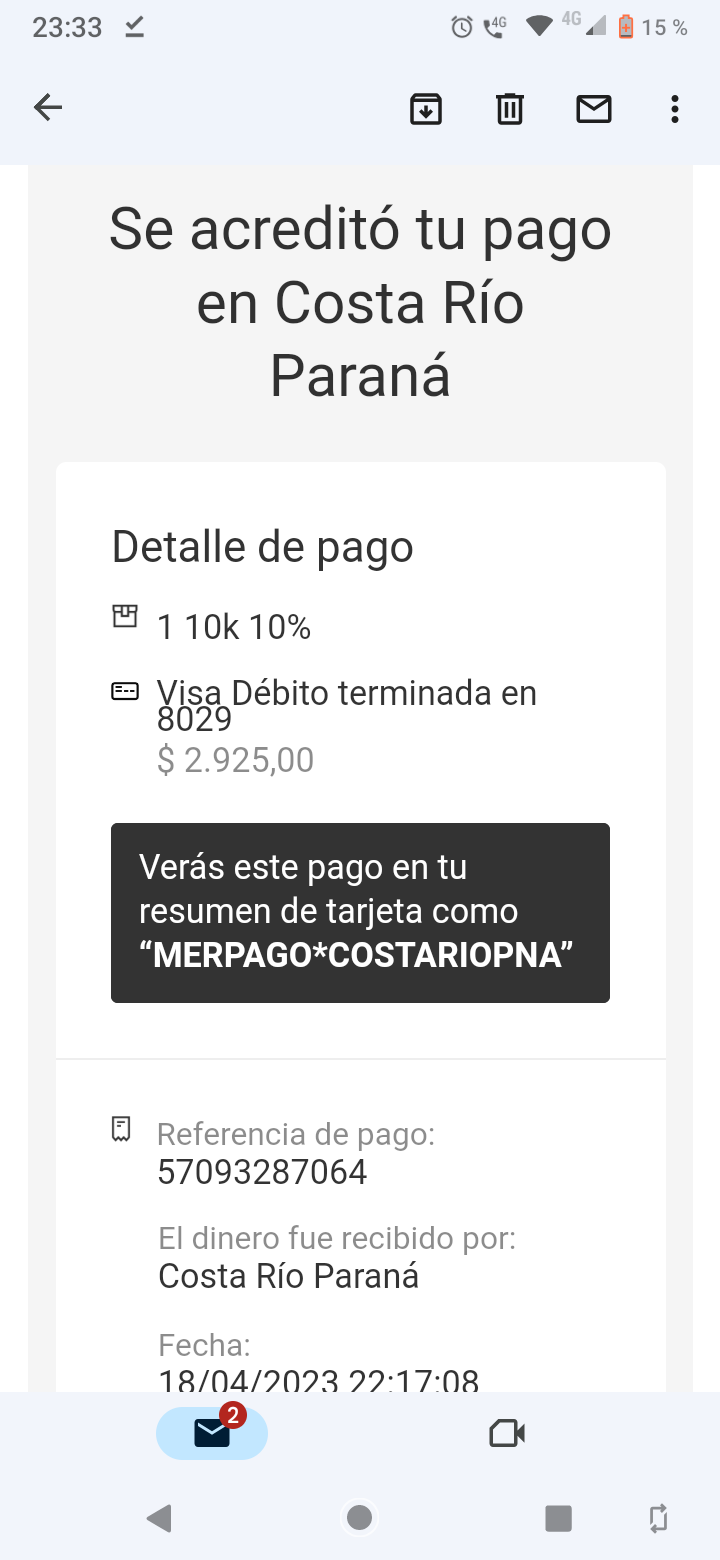 23:33 4G 4G 15 %
Se acreditó tu pago
en Costa Río
Paraná
Detalle de pago
1 10k 10%
Visa Débito terminada en
8029
$ 2.925,00
Verás este pago en tu
resumen de tarjeta como
“MERPAGO*COSTARIOPNA”
Referencia de pago:
57093287064
El dinero fue recibido por:
Costa Río Paraná
Fecha:
18/04/2023 22:17:08
2